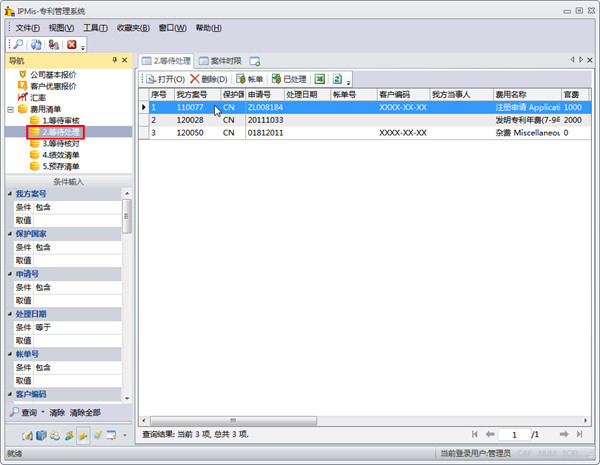 IPMis-专利管理系统
文件(F) 视图(V) 工具(T) 收藏夹(B) 窗口(W) 帮助(H)
导航
公司基本报价
客户优惠报价
汇率
费用清单
1.等待审核
2.等待处理
3.等待核对
4.绩效清单
5.预存清单
条件输入
我方案号
条件 包含
取值
保护国家
条件 包含
取值
申请号
条件 包含
取值
处理日期
条件 等于
取值
帐单号
条件 包含
取值
客户编码
查询 清除 清除全部
2.等待处理 案件时限
打开(O) 删除(D) 帐单 已处理
序号 我方案号 保护国 申请号 处理日期 帐单号 客户编码 我方当事人 费用名称 官费
1 110077 CN ZL008184 XXXX-XX-XX 注册申请 Applicati 1000
2 120028 CN 20111033 发明专利年费(7-9年 2000
3 120050 CN 01812011 XXXX-XX-XX 杂费 Miscellaneou 0
查询结果: 当前 3 项, 总共 3 项.
1 /1
就绪
当前登录用户:管理员 CAP NUM SCRL